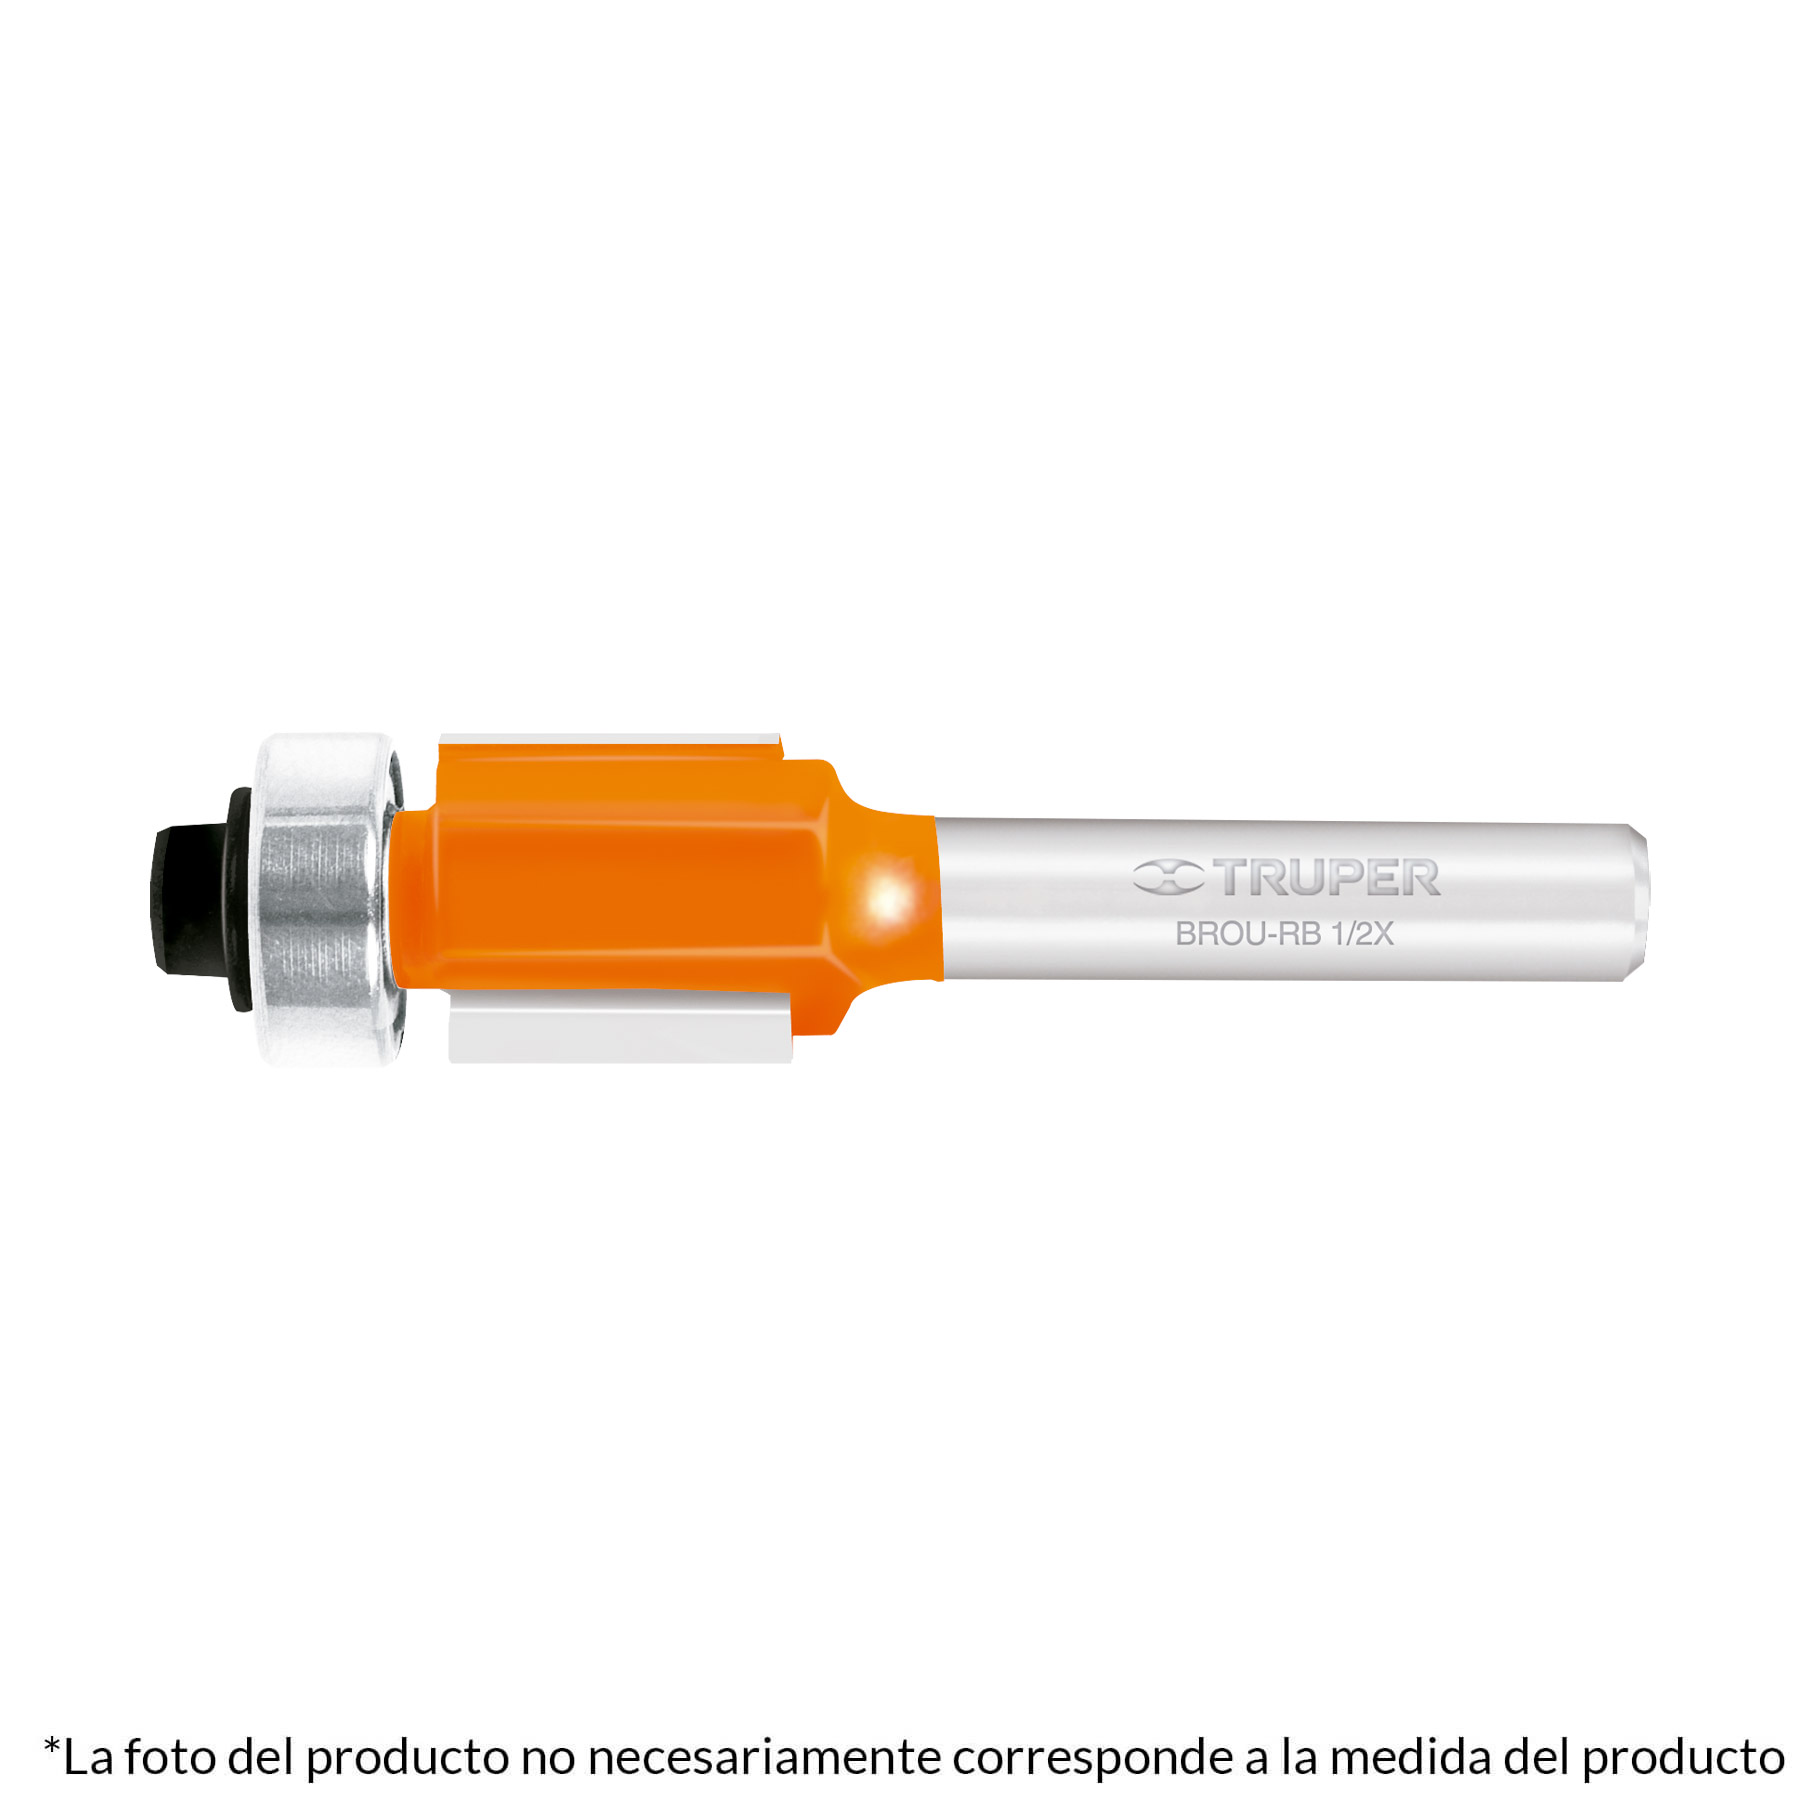 TRUPER
BROU-RB 1/2X
*La foto del producto no necesariamente corresponde a la medida del producto